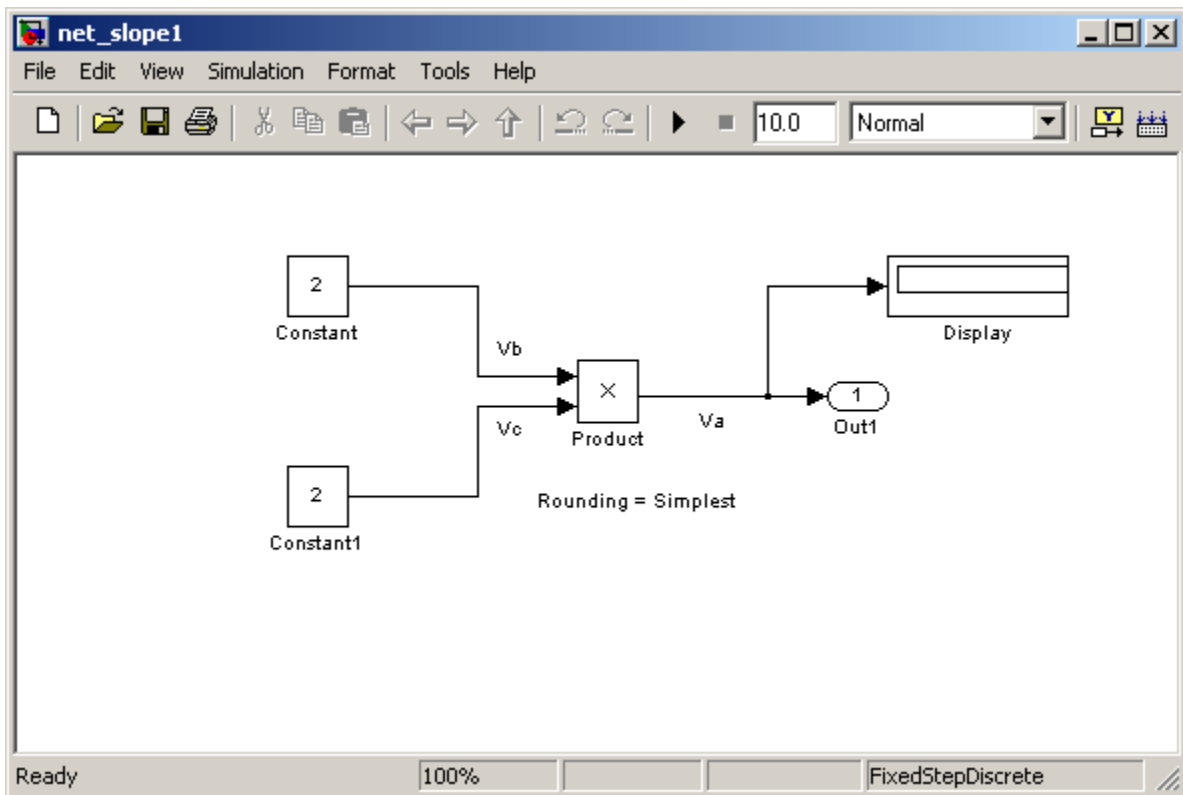 net_slope1
File Edit View Simulation Format Tools Help
10.0 Normal
2
Constant
Display
Vb
×
1
Vc
Product
Va
Out1
2
Rounding = Simplest
Constant1
Ready 100% FixedStepDiscrete